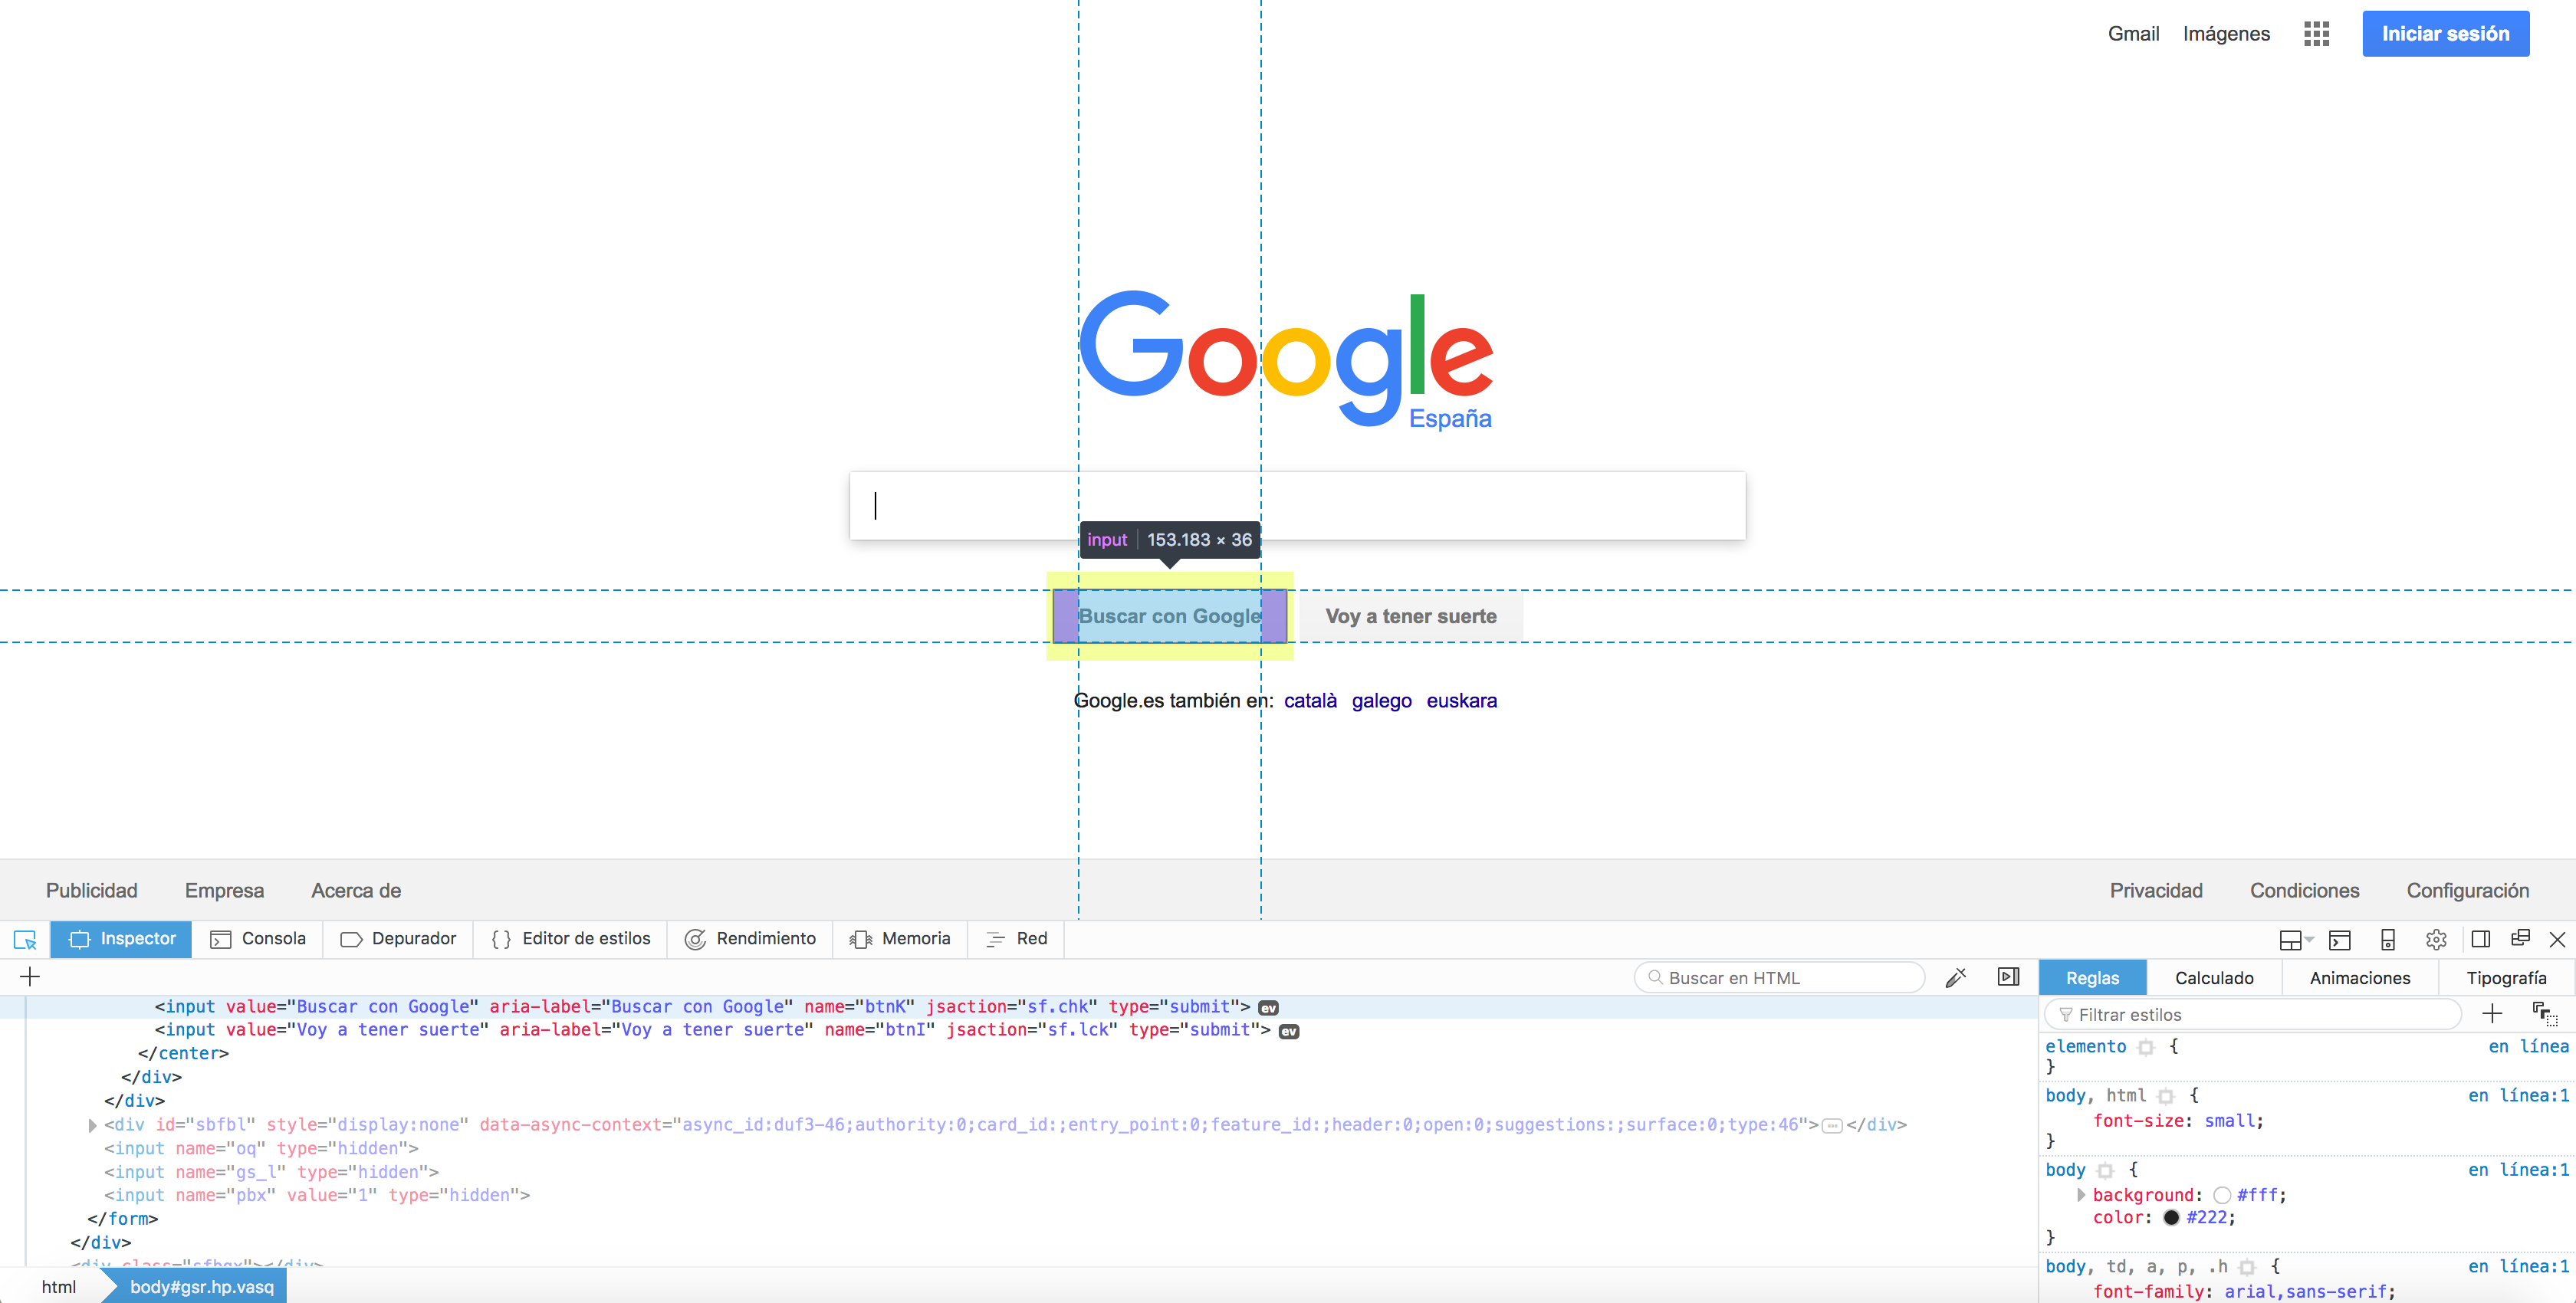 Gmail Imágenes Iniciar sesión
Google
España
input 153.183 × 36
Buscar con Google Voy a tener suerte
Google.es también en: català galego euskara
Publicidad Empresa Acerca de Privacidad Condiciones Configuración
Inspector Consola Depurador { } Editor de estilos Rendimiento Memoria Red
Buscar en HTML
Reglas Calculado Animaciones Tipografía
<input value="Buscar con Google" aria-label="Buscar con Google" name="btnK" jsaction="sf.chk" type="submit"> ev
<input value="Voy a tener suerte" aria-label="Voy a tener suerte" name="btnI" jsaction="sf.lck" type="submit"> ev
</center>
</div>
</div>
<div id="sbfbl" style="display:none" data-async-context="async_id:duf3-46;authority:0;card_id:;entry_point:0;feature_id:;header:0;open:0;suggestions:;surface:0;type:46"></div>
<input name="oq" type="hidden">
<input name="gs_l" type="hidden">
<input name="pbx" value="1" type="hidden">
</form>
</div>
html body#gsr.hp.vasq
Filtrar estilos
elemento { en línea
}
body, html { en línea:1
font-size: small;
}
body { en línea:1
background: #fff;
color: #222;
}
body, td, a, p, .h { en línea:1
font-family: arial,sans-serif;